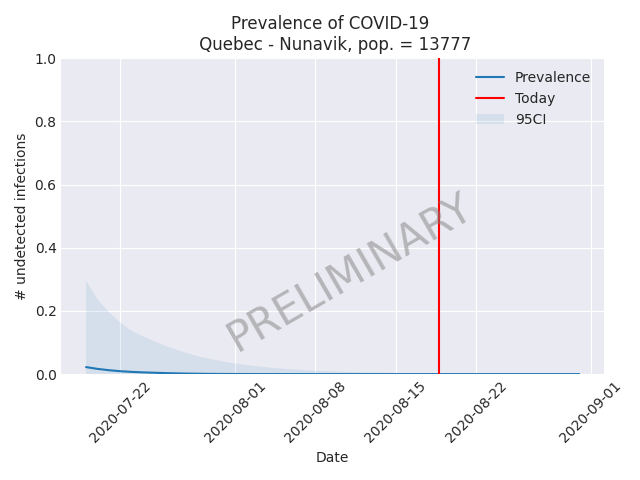 Prevalence of COVID-19
Quebec - Nunavik, pop. = 13777
1.0
0.8
0.6
0.4
0.2
0.0
# undetected infections
Prevalence
Today
95CI
PRELIMINARY
2020-07-22
2020-08-01
2020-08-08
2020-08-15
2020-08-22
2020-09-01
Date